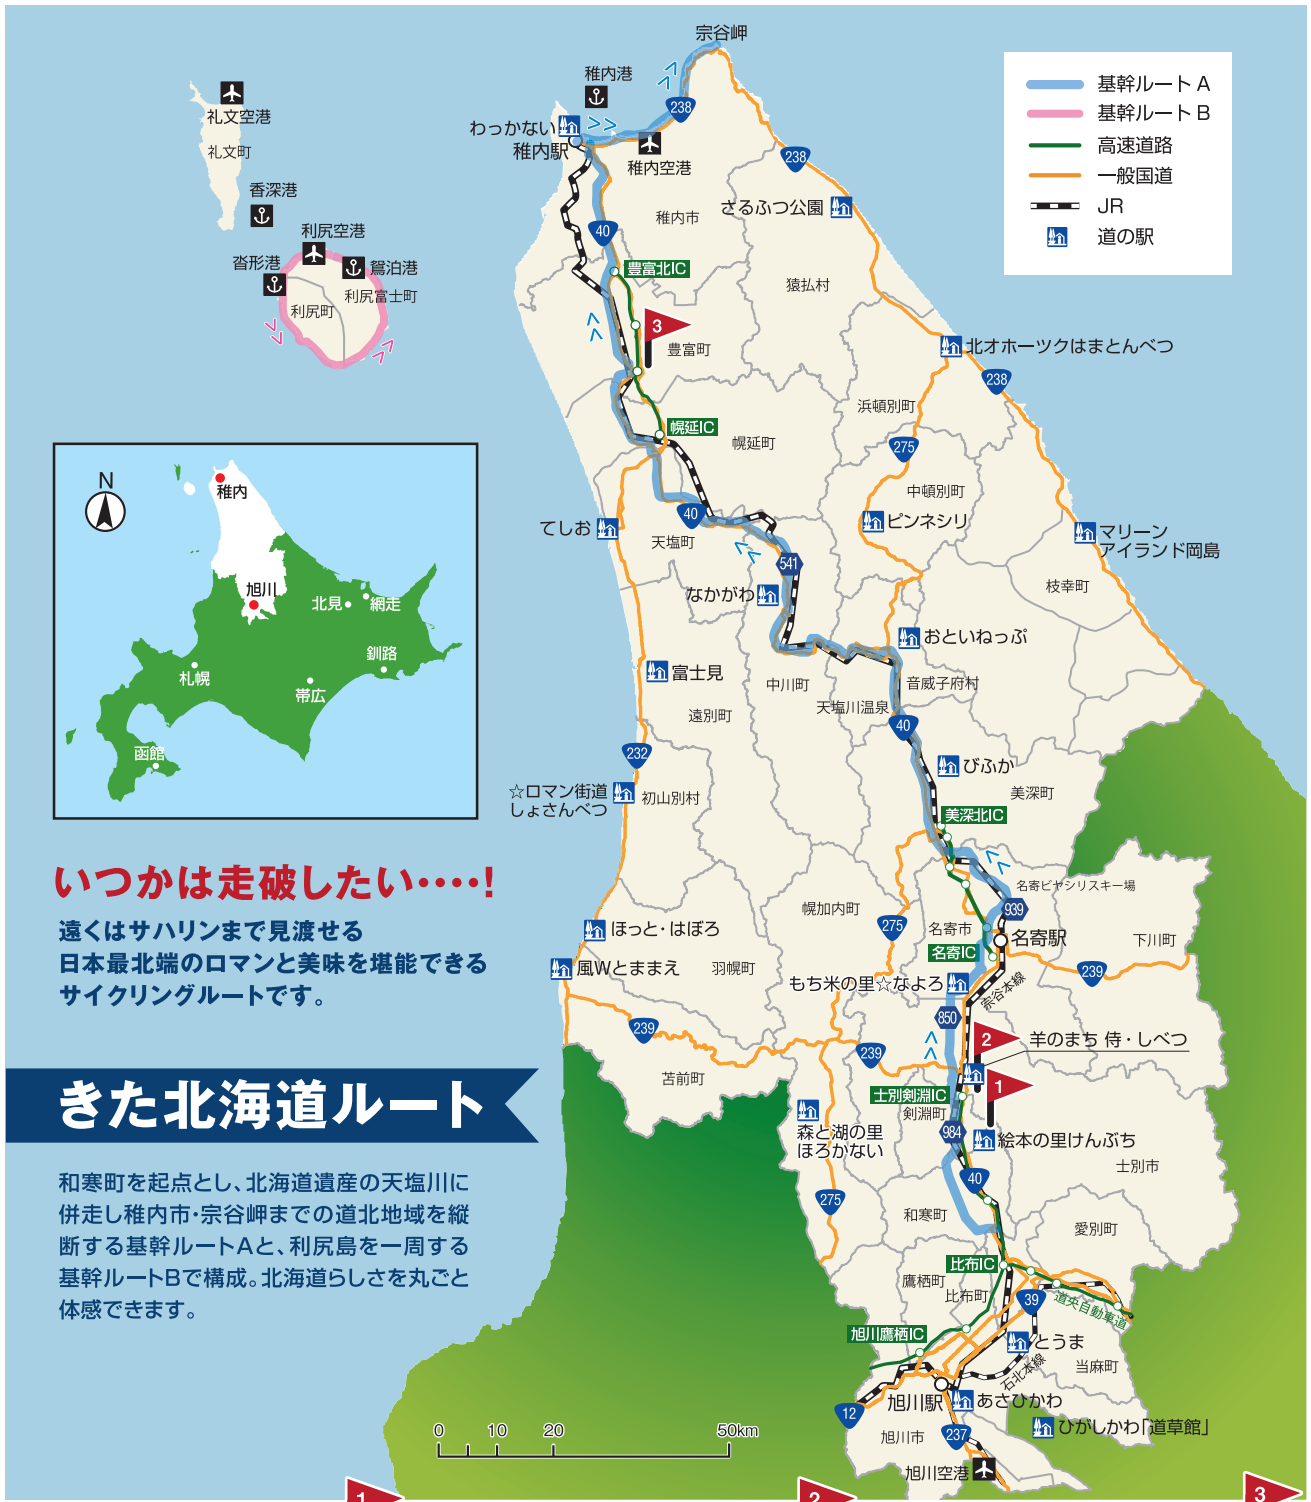 宗谷岬
稚内港
礼文空港
礼文町
香深港
利尻空港
沓形港
鴛泊港
利尻富士町
利尻町
わっかない
稚内駅
238
稚内空港
238
稚内市
さるふつ公園
40
豊富北IC
猿払村
3
豊富町
北オホーツクはまとんべつ
238
浜頓別町
幌延IC
幌延町
275
中頓別町
ピンネシリ
40
てしお
天塩町
マリーン
アイランド岡島
541
なかがわ
枝幸町
おといねっぷ
富士見
中川町
音威子府村
天塩川温泉
遠別町
40
232
びふか
美深町
☆ロマン街道
しょさんべつ
初山別村
美深北IC
名寄ピヤシリスキー場
939
幌加内町
275
名寄市
名寄駅
名寄IC
下川町
239
ほっと・はぼろ
風Wとままえ
羽幌町
もち米の里☆なよろ
宗谷本線
850
239
239
2
羊のまち 侍・しべつ
苫前町
1
士別剣淵IC
剣淵町
森と湖の里
ほろかない
984
絵本の里けんぶち
士別市
40
275
和寒町
愛別町
比布IC
鷹栖町
比布町
39
道央自動車道
旭川鷹栖IC
とうま
石北本線
当麻町
旭川駅
あさひかわ
12
旭川市
237
ひがしかわ「道草館」
旭川空港
基幹ルート A
基幹ルート B
高速道路
一般国道
JR
道の駅
N
稚内
旭川
北見
網走
釧路
札幌
帯広
函館
いつかは走破したい‥‥!
遠くはサハリンまで見渡せる
日本最北端のロマンと美味を堪能できる
サイクリングルートです。
きた北海道ルート
和寒町を起点とし、北海道遺産の天塩川に
併走し稚内市・宗谷岬までの道北地域を縦
断する基幹ルートAと、利尻島を一周する
基幹ルートBで構成。北海道らしさを丸ごと
体感できます。
0 10 20 50km
1
2
3